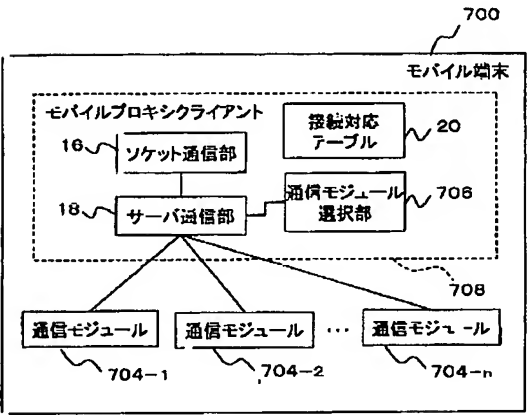 700
モバイル端末
モバイルプロキシクライアント
16
ソケット通信部
接続対応
テーブル
20
18
サーバ通信部
通信モジュール
選択部
706
708
通信モジュール
通信モジュール
...
通信モジュール
704-1
704-2
704-n